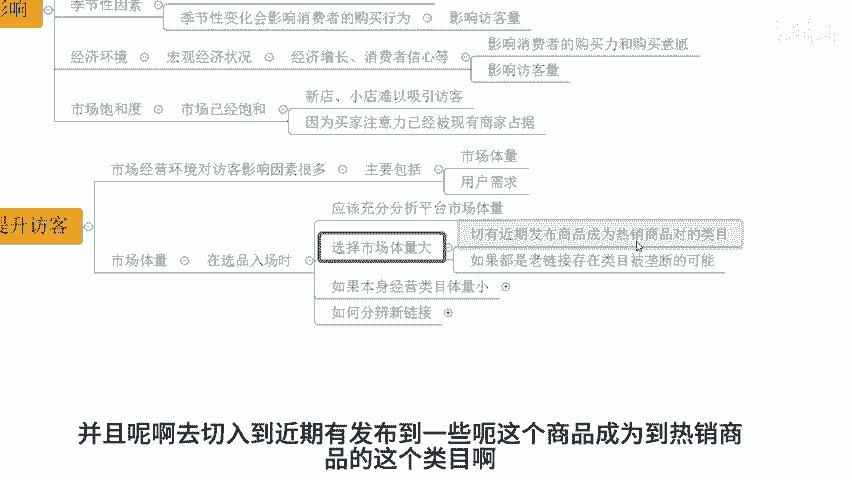 影响
季节性因素
季节性变化会影响消费者的购买行为
影响访客量
经济环境
宏观经济状况
经济增长、消费者信心等
影响消费者的购买力和购买意愿
影响访客量
市场饱和度
市场已经饱和
新店、小店难以吸引访客
因为买家注意力已经被现有商家占据
提升访客
市场经营环境对访客影响因素很多
主要包括
市场体量
用户需求
市场体量
在选品入场时
应该充分分析平台市场体量
选择市场体量大
切有近期发布商品成为热销商品对的类目
如果都是老链接存在类目被垄断的可能
如果本身经营类目体量小
如何分辨新链接
并且呢啊去切入到近期有发布到一些呃这个商品成为到热销商
品的这个类目啊